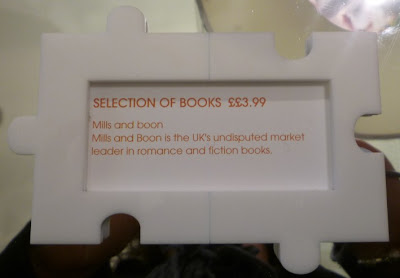 SELECTION OF BOOKS ££3.99
Mills and boon
Mills and Boon is the UK's undisputed market
leader in romance and fiction books.